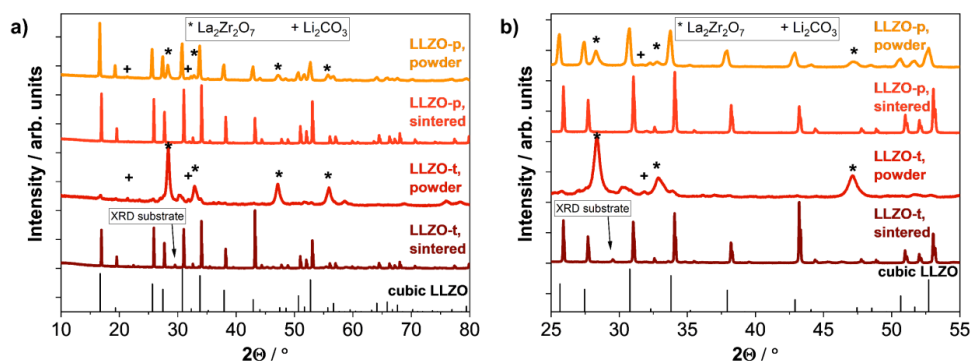 a)
* La2Zr2O7 + Li2CO3
LLZO-p,
powder
LLZO-p,
sintered
LLZO-t,
powder
XRD substrate
LLZO-t,
sintered
cubic LLZO
Intensity / arb. units
10 20 30 40 50 60 70 80
2Θ / °
b)
* La2Zr2O7 + Li2CO3
LLZO-p,
powder
LLZO-p,
sintered
LLZO-t,
powder
XRD substrate
LLZO-t,
sintered
cubic LLZO
Intensity / arb. units
25 30 35 40 45 50 55
2Θ / °